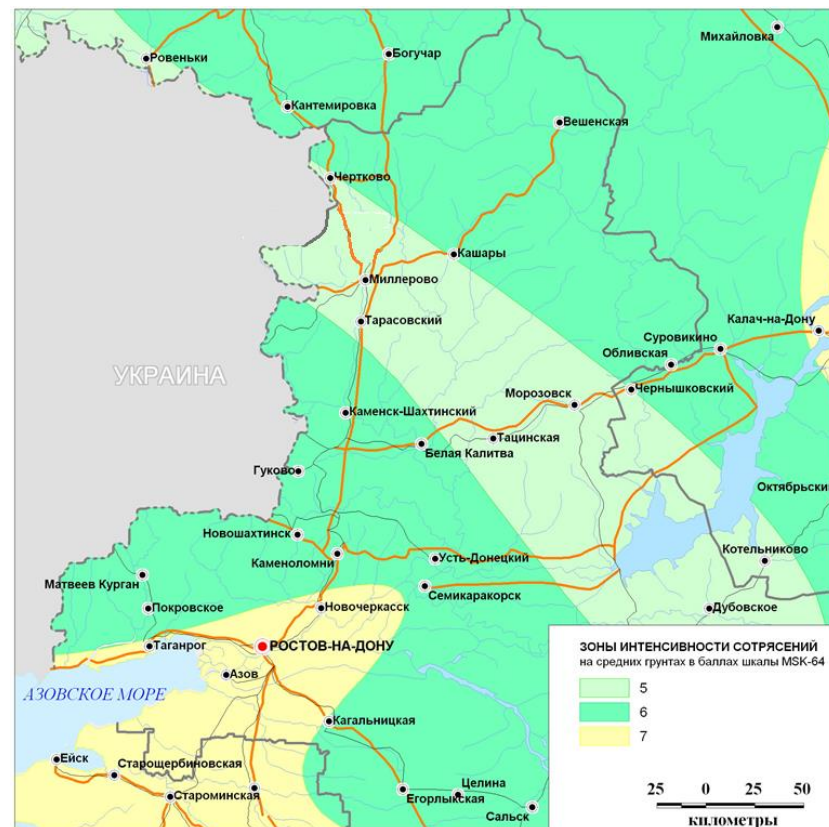 Михайловка
Богучар
Ровеньки
Кантемировка
Вешенская
Чертково
Кашары
Миллерово
Тарасовский
Калач-на-Дону
Суровикино
Обливская
УКРАИНА
Чернышковский
Морозовск
Каменск-Шахтинский
Тацинская
Белая Калитва
Гуково
Октябрьский
Новошахтинск
Каменоломни
Усть-Донецкий
Котельниково
Матвеев Курган
Семикаракорск
Покровское
Новочеркасск
Дубовское
Таганрог
РОСТОВ-НА-ДОНУ
Азов
АЗОВСКОЕ МОРЕ
Кагальницкая
Ейск
Старощербиновская
Староминская
Егорлыкская
Целина
Сальск
ЗОНЫ ИНТЕНСИВНОСТИ СОТРЯСЕНИЙ
на средних грунтах в баллах шкалы MSK-64
5
6
7
25 0 25 50
километры